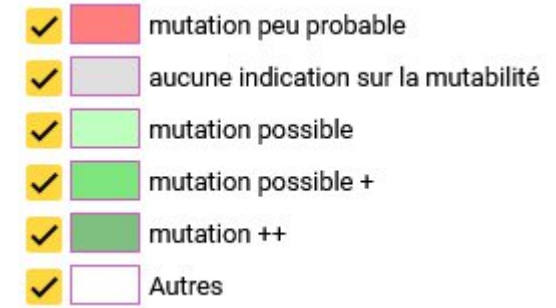 mutation peu probable
aucune indication sur la mutabilité
mutation possible
mutation possible +
mutation ++
Autres